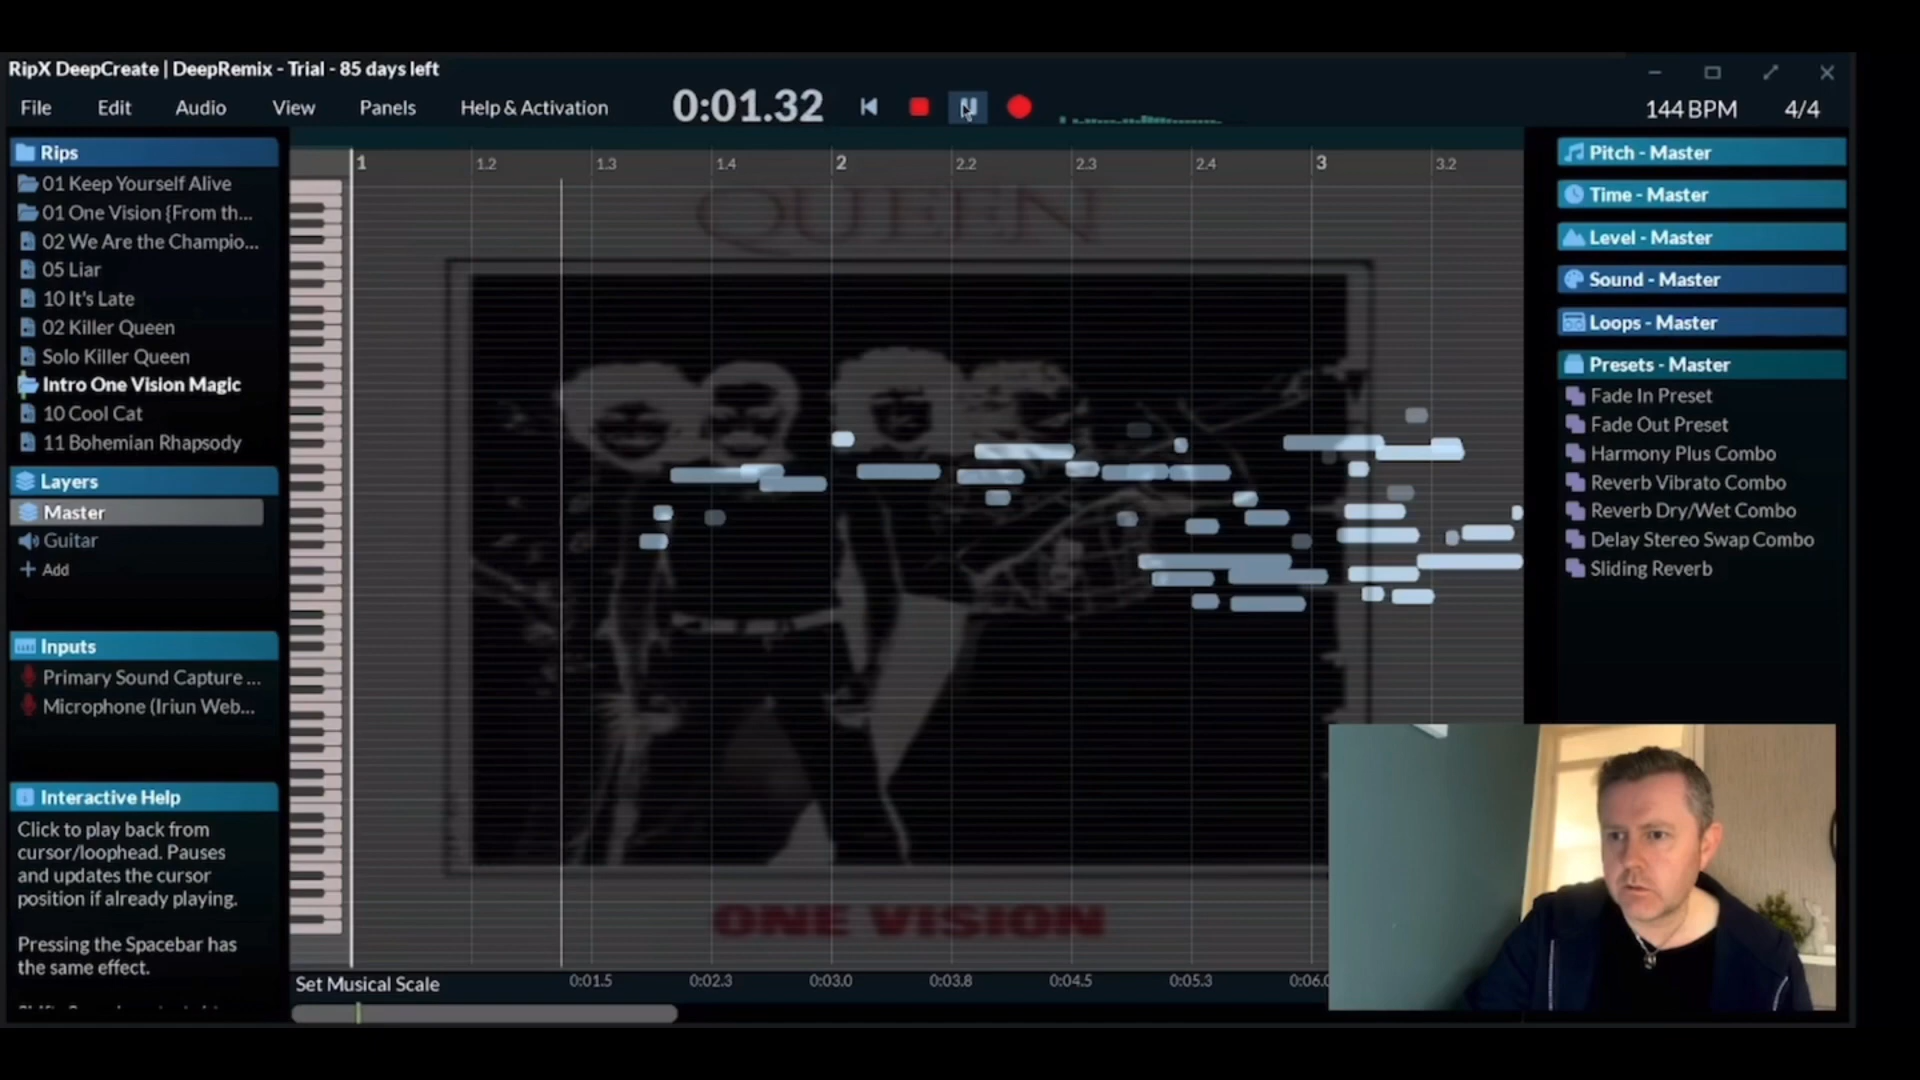 RipX DeepCreate | DeepRemix - Trial - 85 days left
File Edit Audio View Panels Help & Activation 0:01.32 144 BPM 4/4
Rips
01 Keep Yourself Alive
01 One Vision {From th...
02 We Are the Champio...
05 Liar
10 It's Late
02 Killer Queen
Solo Killer Queen
Intro One Vision Magic
10 Cool Cat
11 Bohemian Rhapsody
Layers
Master
Guitar
+ Add
Inputs
Primary Sound Capture ...
Microphone (Iriun Web...
Interactive Help
Click to play back from
cursor/loophead. Pauses
and updates the cursor
position if already playing.
Pressing the Spacebar has
the same effect.
1 1.2 1.3 1.4 2 2.2 2.3 2.4 3 3.2
QUEEN
ONE VISION
Set Musical Scale 0:01.5 0:02.3 0:03.0 0:03.8 0:04.5 0:05.3 0:06.0
Pitch - Master
Time - Master
Level - Master
Sound - Master
Loops - Master
Presets - Master
Fade In Preset
Fade Out Preset
Harmony Plus Combo
Reverb Vibrato Combo
Reverb Dry/Wet Combo
Delay Stereo Swap Combo
Sliding Reverb